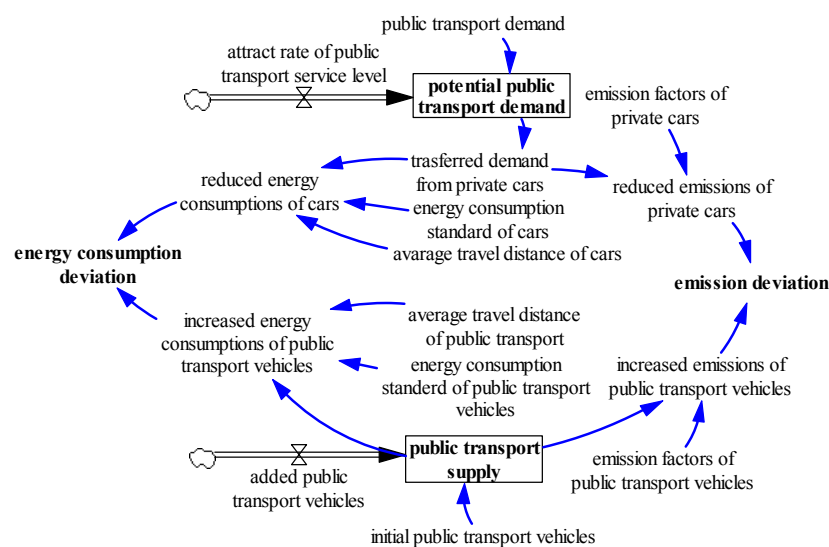 public transport demand
attract rate of public
transport service level
potential public
transport demand
emission factors of
private cars
trasferred demand
from private cars
reduced energy
consumptions of cars
energy consumption
standard of cars
reduced emissions of
private cars
avarage travel distance of cars
energy consumption
deviation
emission deviation
average travel distance
of public transport
increased energy
consumptions of public
transport vehicles
energy consumption
standerd of public transport
vehicles
increased emissions of
public transport vehicles
public transport
supply
added public
transport vehicles
emission factors of
public transport vehicles
initial public transport vehicles